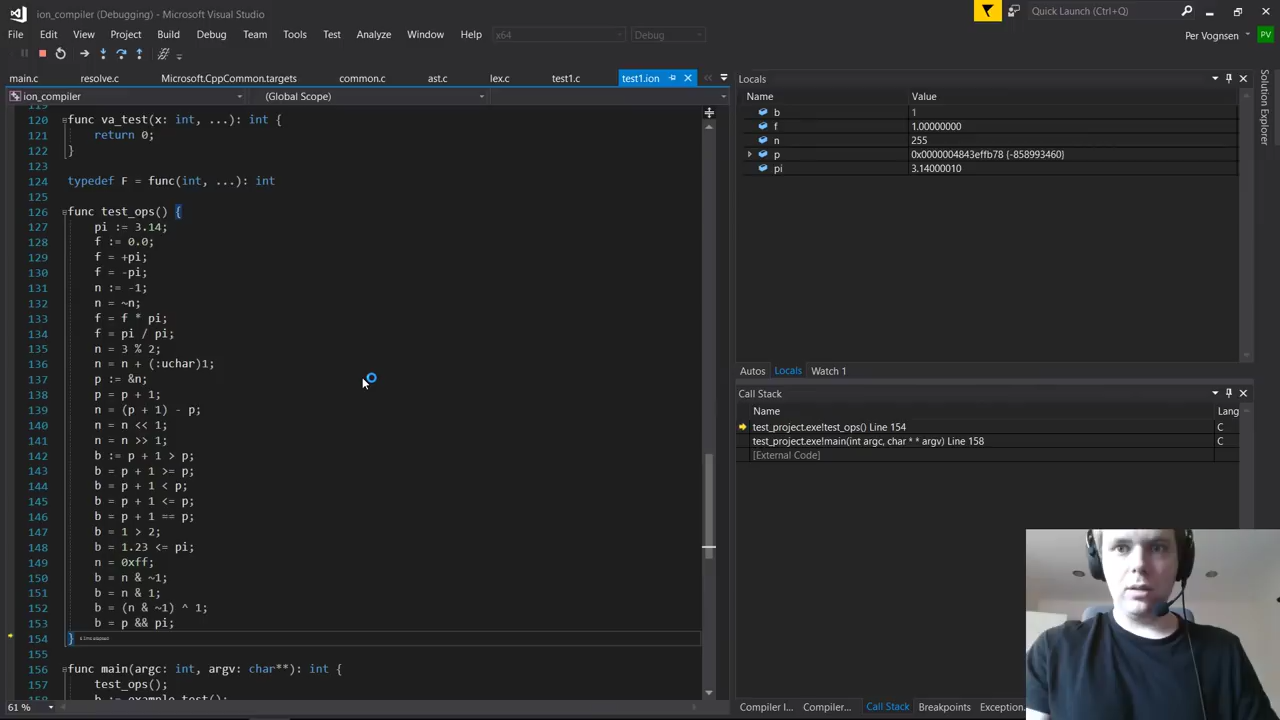 ion_compiler (Debugging) - Microsoft Visual Studio
Quick Launch (Ctrl+Q)
File Edit View Project Build Debug Team Tools Test Analyze Window Help x64 Debug
Per Vognsen PV
main.c resolve.c Microsoft.CppCommon.targets common.c ast.c lex.c test1.c test1.ion
ion_compiler (Global Scope)
119
120 func va_test(x: int, ...): int {
121 return 0;
122 }
123
124 typedef F = func(int, ...): int
125
126 func test_ops() {
127 pi := 3.14;
128 f := 0.0;
129 f = +pi;
130 f = -pi;
131 n := -1;
132 n = ~n;
133 f = f * pi;
134 f = pi / pi;
135 n = 3 % 2;
136 n = n + (:uchar)1;
137 p := &n;
138 p = p + 1;
139 n = (p + 1) - p;
140 n = n << 1;
141 n = n >> 1;
142 b := p + 1 > p;
143 b = p + 1 >= p;
144 b = p + 1 < p;
145 b = p + 1 <= p;
146 b = p + 1 == p;
147 b = 1 > 2;
148 b = 1.23 <= pi;
149 n = 0xff;
150 b = n & ~1;
151 b = n & 1;
152 b = (n & ~1) ^ 1;
153 b = p && pi;
154 }
155
156 func main(argc: int, argv: char**): int {
157 test_ops();
158 b := example_test();
61 %
Locals
Name Value
b 1
f 1.00000000
n 255
p 0x0000004843effb78 {-858993460}
pi 3.14000010
Autos Locals Watch 1
Call Stack
Name Lang
test_project.exe!test_ops() Line 154 C
test_project.exe!main(int argc, char * * argv) Line 158 C
[External Code]
Compiler I... Compiler... Call Stack Breakpoints Exception...
Solution Explorer